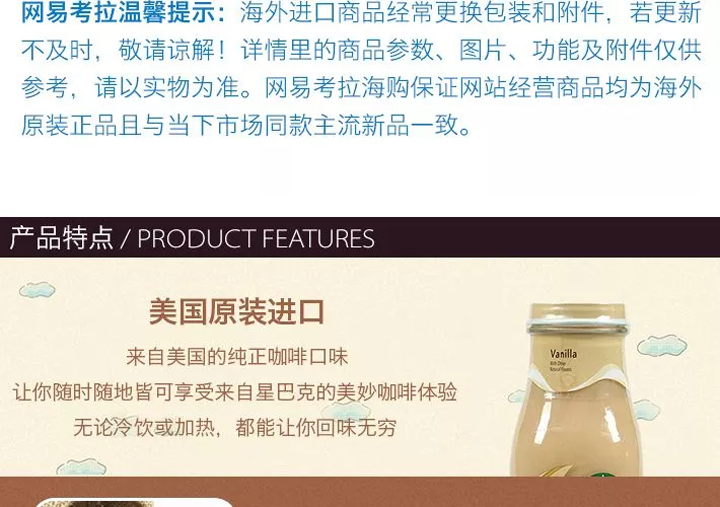 网易考拉温馨提示：海外进口商品经常更换包装和附件，若更新
不及时，敬请谅解！详情里的商品参数、图片、功能及附件仅供
参考，请以实物为准。网易考拉海购保证网站经营商品均为海外
原装正品且与当下市场同款主流新品一致。
产品特点 / PRODUCT FEATURES
美国原装进口
来自美国的纯正咖啡口味
让你随时随地皆可享受来自星巴克的美妙咖啡体验
无论冷饮或加热，都能让你回味无穷
Vanilla